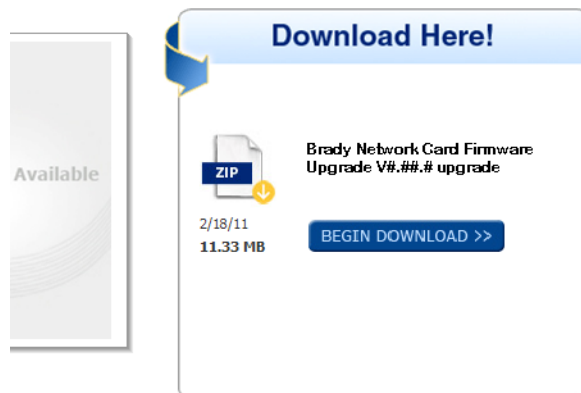 Download Here!
Available
ZIP
Brady Network Card Firmware
Upgrade V#.##.# upgrade
2/18/11
11.33 MB
BEGIN DOWNLOAD >>